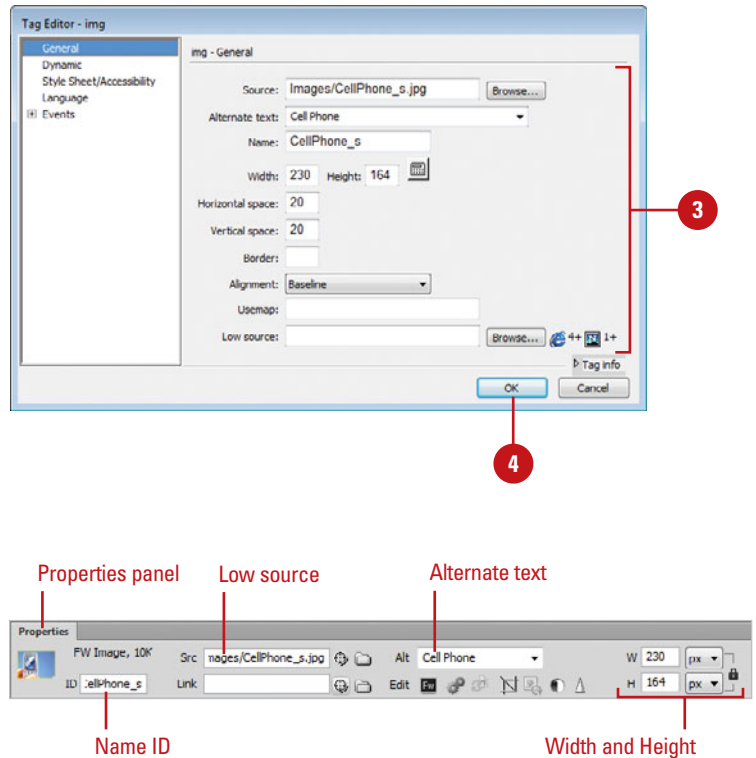 Tag Editor - img
General
Dynamic
Style Sheet/Accessibility
Language
Events
img - General
Source: Images/CellPhone_s.jpg Browse...
Alternate text: Cell Phone
Name: CellPhone_s
Width: 230 Height: 164
Horizontal space: 20
Vertical space: 20
Border:
Alignment: Baseline
Usemap:
Low source: Browse... 4+ N 1+
Tag info
OK Cancel
3
4
Properties panel Low source Alternate text
Properties
FW Image, 10K Src nages/CellPhone_s.jpg Alt Cell Phone W 230 px
ID :ellPhone_s Link Edit Fw H 164 px
Name ID Width and Height